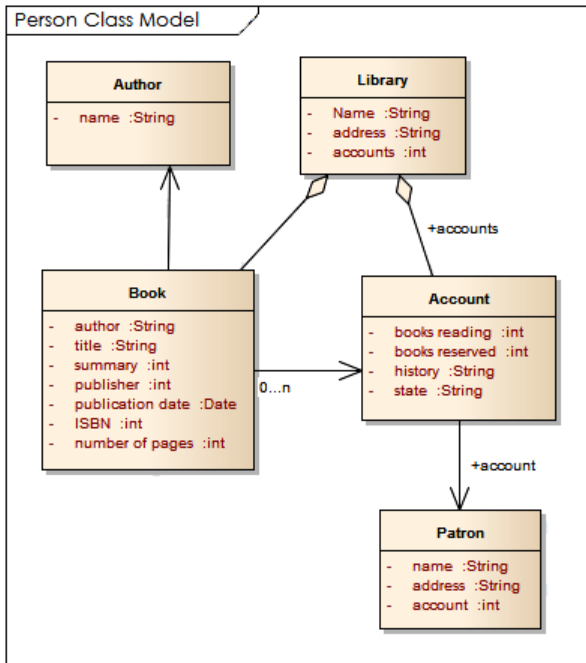 Person Class Model
Author
- name :String
Library
- Name :String
- address :String
- accounts :int
+accounts
Book
- author :String
- title :String
- summary :int
- publisher :int
- publication date :Date
- ISBN :int
- number of pages :int
0...n
Account
- books reading :int
- books reserved :int
- history :String
- state :String
+account
Patron
- name :String
- address :String
- account :int